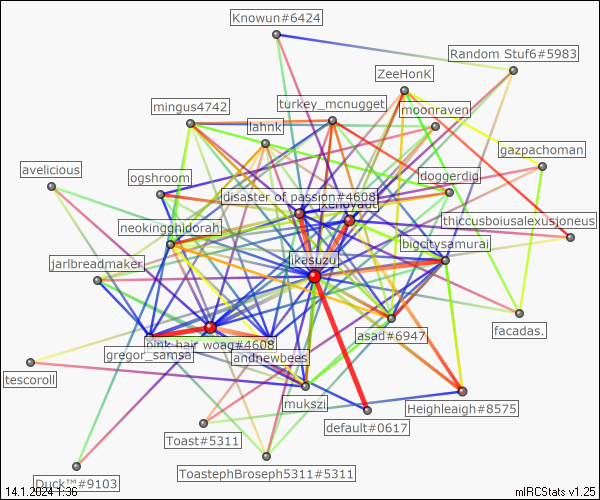 Knowun#6424
Random Stuf6#5983
ZeeHonK
mingus4742
turkey_mcnugget
moonraven
lahnk
gazpachoman
avelicious
ogshroom
doggerdig
disaster of passion#4608
thiccusboiusalexusjoneus
neokingghidorah
bigcitysamurai
ikasuzu
jarlbreadmaker
facadas.
asad#6947
pink hair woag#4608
gregor_samsa
andnewbees
tescoroll
mukszi
Heighleigh#8575
default#0617
Toast#5311
ToastephBroseph5311#5311
Duck™#9103
14.1.2024 1:36
mIRCStats v1.25